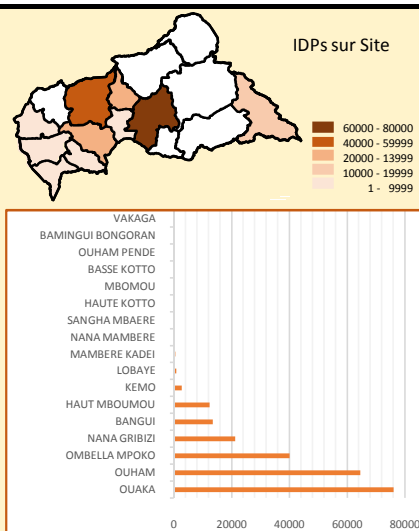 IDPs sur Site
60000 - 80000
40000 - 59999
20000 - 13999
10000 - 19999
1 - 9999
VAKAGA
BAMINGUI BONGORAN
OUHAM PENDE
BASSE KOTTO
MBOMOU
HAUTE KOTTO
SANGHA MBAERE
NANA MAMBERE
MAMBERE KADEI
LOBAYE
KEMO
HAUT MBOUMOU
BANGUI
NANA GRIBIZI
OMBELLA MPOKO
OUHAM
OUAKA
0 20000 40000 60000 80000